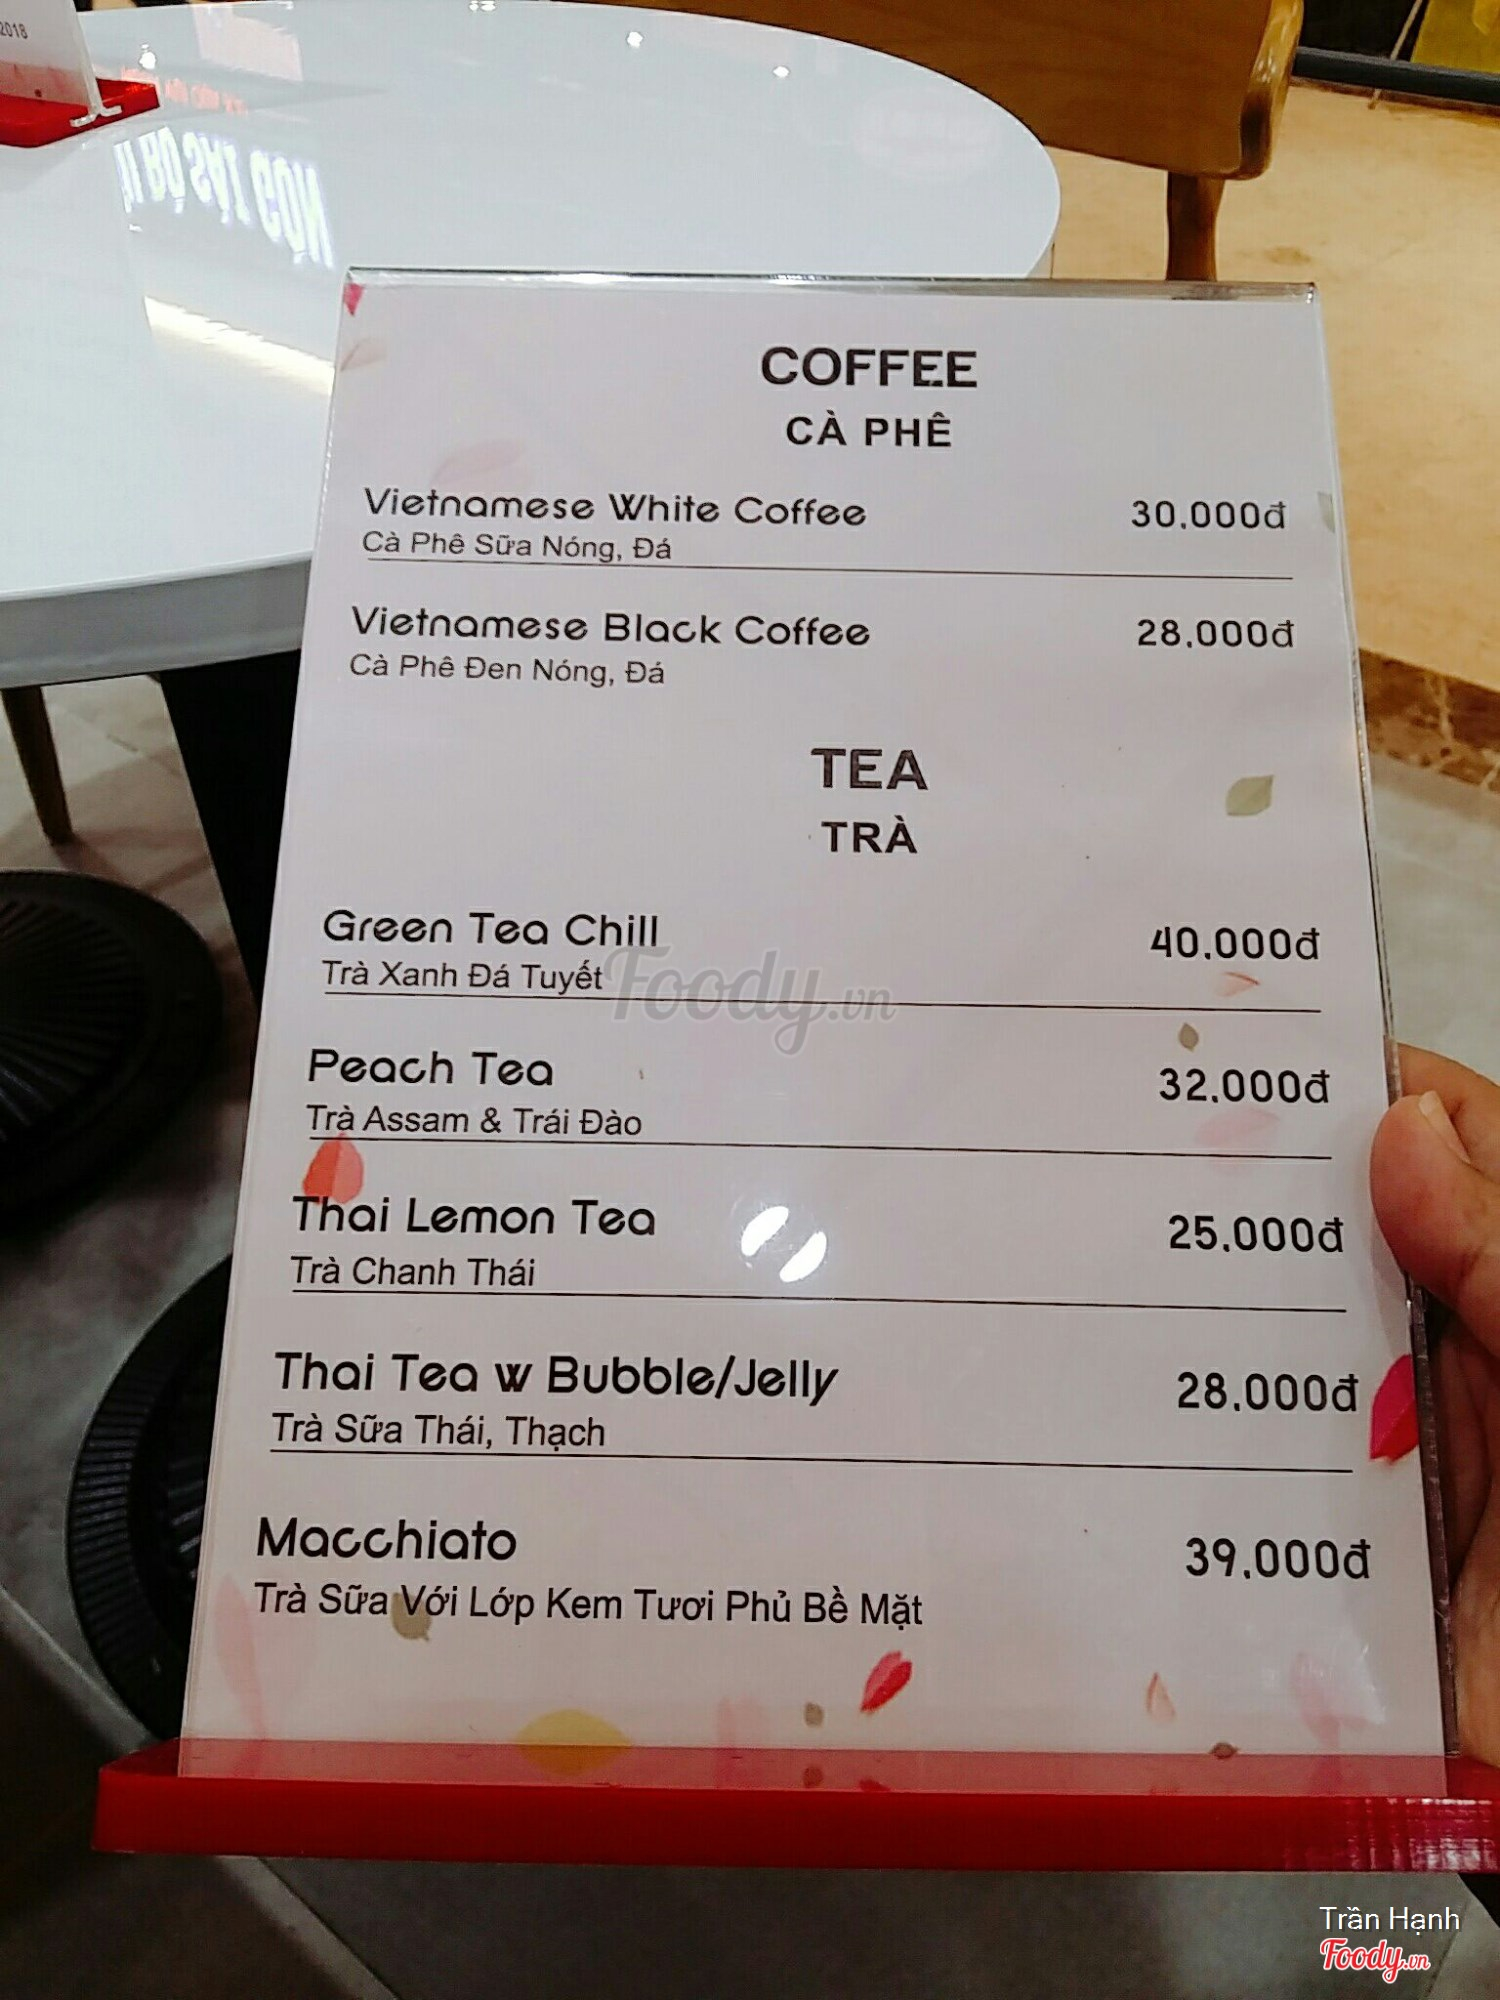 2018
COFFEE
CÀ PHÊ
Vietnamese White Coffee 30.000đ
Cà Phê Sữa Nóng, Đá
Vietnamese Black Coffee 28.000đ
Cà Phê Đen Nóng, Đá
TEA
TRÀ
Green Tea Chill 40.000đ
Trà Xanh Đá Tuyết
Foody.vn
Peach Tea 32.000đ
Trà Assam & Trái Đào
Thai Lemon Tea 25.000đ
Trà Chanh Thái
Thai Tea w Bubble/Jelly 28.000đ
Trà Sữa Thái, Thạch
Macchiato 39.000đ
Trà Sữa Với Lớp Kem Tươi Phủ Bề Mặt
Trần Hạnh
Foody.vn